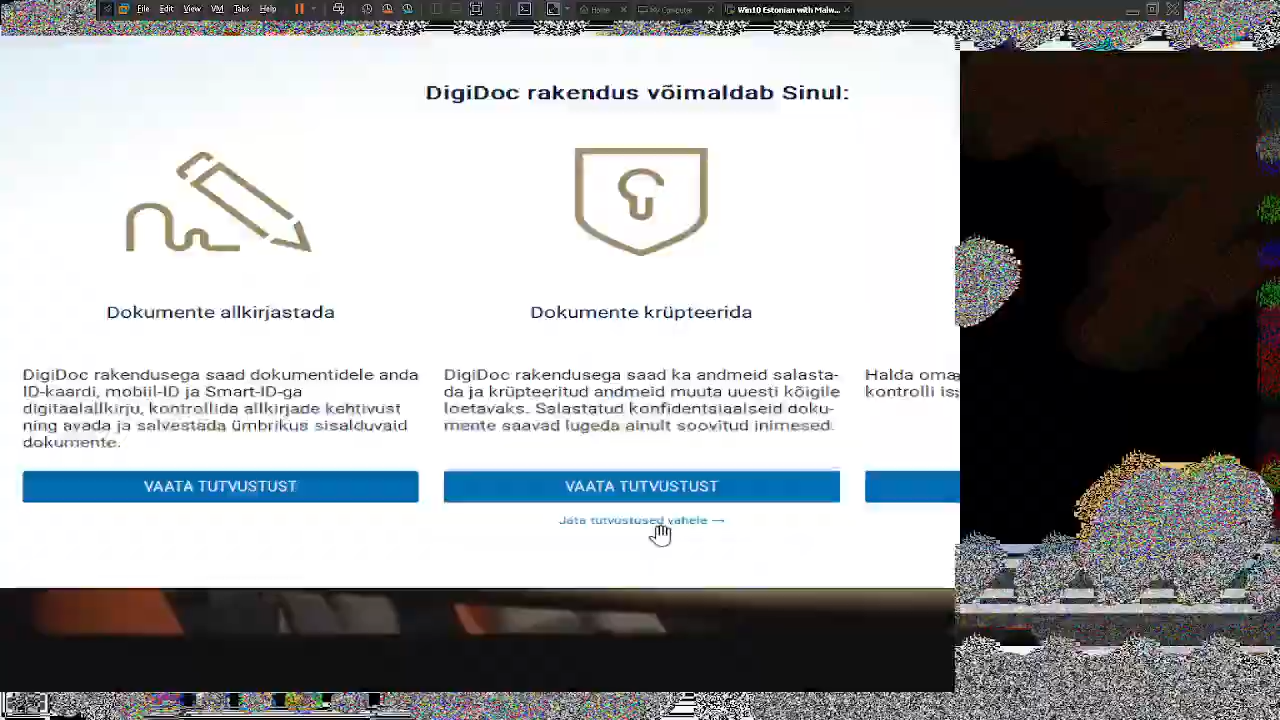 File Edit View VM Tabs Help
Home
My Computer
Win10 Estonian with Malw...
DigiDoc rakendus võimaldab Sinul:
Dokumente allkirjastada
Dokumente krüpteerida
DigiDoc rakendusega saad dokumentidele anda
ID-kaardi, mobiil-ID ja Smart-ID-ga
digitaalallkirju, kontrollida allkirjade kehtivust
ning avada ja salvestada ümbrikus sisalduvaid
dokumente.
DigiDoc rakendusega saad ka andmeid salasta-
da ja krüpteeritud andmeid muuta uuesti kõigile
loetavaks. Salastatud konfidentsiaalseid doku-
mente saavad lugeda ainult soovitud inimesed.
Halda oma
kontrolli
VAATA TUTVUSTUST
VAATA TUTVUSTUST
Jäta tutvustused vahele →